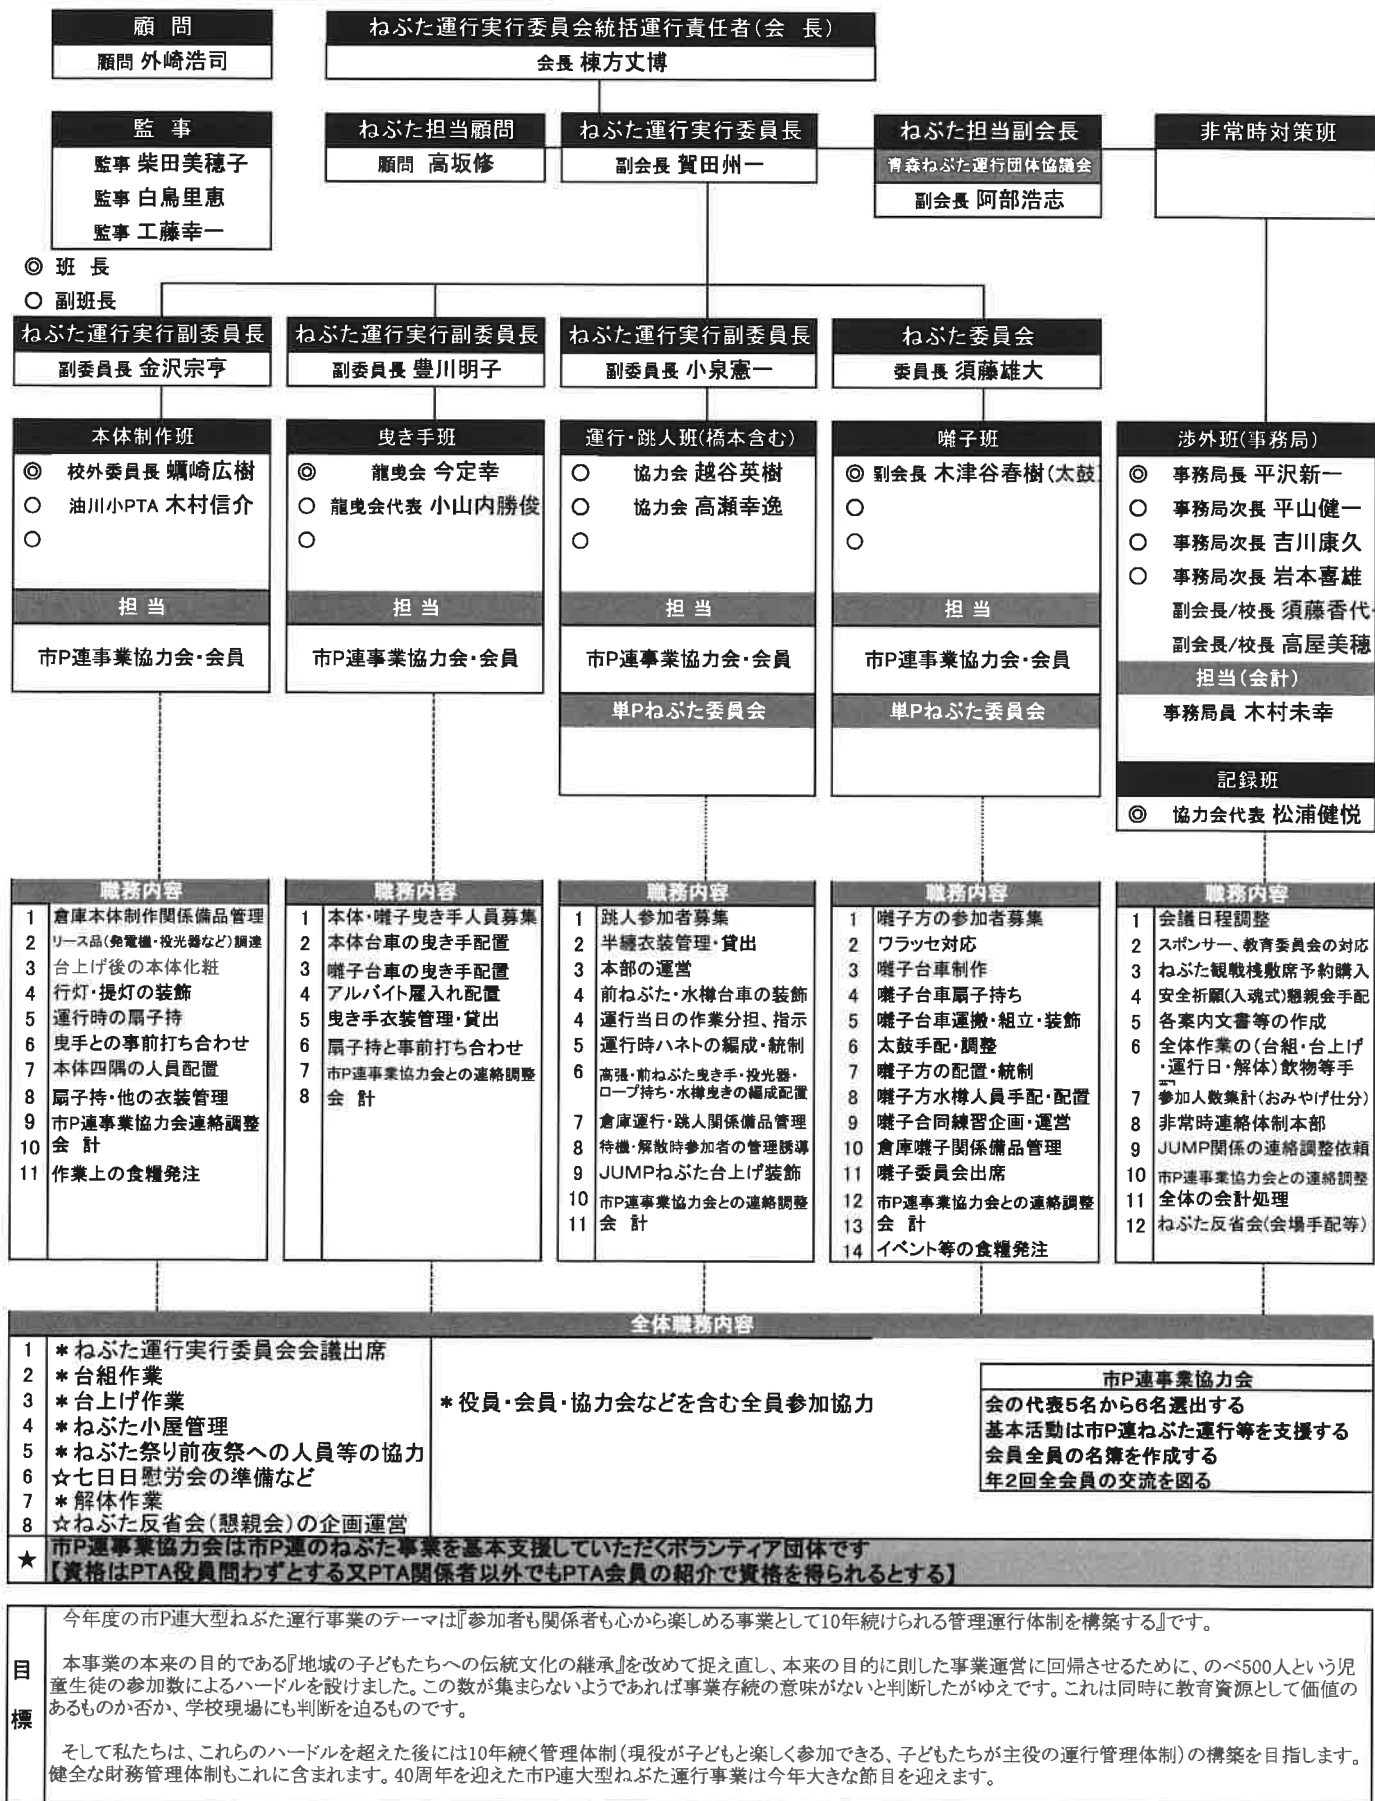 顧 問
顧問 外崎浩司
ねぶた運行実行委員会統括運行責任者(会 長)
会長 棟方丈博
監 事
監事 柴田美穂子
監事 白鳥里恵
監事 工藤幸一
ねぶた担当顧問
顧問 高坂修
ねぶた運行実行委員長
副会長 賀田州一
ねぶた担当副会長
青森ねぶた運行団体協議会
副会長 阿部浩志
非常時対策班
◎ 班 長
○ 副班長
ねぶた運行実行副委員長
副委員長 金沢宗亨
ねぶた運行実行副委員長
副委員長 豊川明子
ねぶた運行実行副委員長
副委員長 小泉憲一
ねぶた委員会
委員長 須藤雄大
本体制作班
◎ 校外委員長 蠣崎広樹
○ 油川小PTA 木村信介
○
担 当
市P連事業協力会・会員
曳き手班
◎ 龍曳会 今定幸
○ 龍曳会代表 小山内勝俊
○
担 当
市P連事業協力会・会員
運行・跳人班(橋本含む)
○ 協力会 越谷英樹
○ 協力会 高瀬幸逸
○
担 当
市P連事業協力会・会員
単Pねぶた委員会
囃子班
◎ 副会長 木津谷春樹(太鼓
○
○
担 当
市P連事業協力会・会員
単Pねぶた委員会
渉外班(事務局)
◎ 事務局長 平沢新一
○ 事務局次長 平山健一
○ 事務局次長 吉川康久
○ 事務局次長 岩本喜雄
副会長/校長 須藤香代
副会長/校長 高屋美穂
担当(会計)
事務局員 木村未幸
記録班
◎ 協力会代表 松浦健悦
職務内容
1 倉庫本体制作関係備品管理
2 リース品(発電機・投光器など)調達
3 台上げ後の本体化粧
4 行灯・提灯の装飾
5 運行時の扇子持
6 曳手との事前打ち合わせ
7 本体四隅の人員配置
8 扇子持・他の衣装管理
9 市P連事業協力会連絡調整
10 会 計
11 作業上の食糧発注
職務内容
1 本体・囃子曳き手人員募集
2 本体台車の曳き手配置
3 囃子台車の曳き手配置
4 アルバイト雇入れ配置
5 曳き手衣装管理・貸出
6 扇子持と事前打ち合わせ
7 市P連事業協力会との連絡調整
8 会 計
職務内容
1 跳人参加者募集
2 半纏衣装管理・貸出
3 本部の運営
4 前ねぶた・水樽台車の装飾
4 運行当日の作業分担、指示
5 運行時ハネトの編成・統制
6 高張・前ねぶた曳き手・投光器・
ロープ持ち・水樽曳きの編成配置
7 倉庫運行・跳人関係備品管理
8 待機・解散時参加者の管理誘導
9 JUMPねぶた台上げ装飾
10 市P連事業協力会との連絡調整
11 会 計
職務内容
1 囃子方の参加者募集
2 ワラッセ対応
3 囃子台車制作
4 囃子台車扇子持ち
5 囃子台車運搬・組立・装飾
6 太鼓手配・調整
7 囃子方の配置・統制
8 囃子方水樽人員手配・配置
9 囃子合同練習企画・運営
10 倉庫囃子関係備品管理
11 囃子委員会出席
12 市P連事業協力会との連絡調整
13 会 計
14 イベント等の食糧発注
職務内容
1 会議日程調整
2 スポンサー、教育委員会の対応
3 ねぶた観戦桟敷席予約購入
4 安全祈願(入魂式)懇親会手配
5 各案内文書等の作成
6 全体作業の(台組・台上げ
・運行日・解体)飲物等手
7 参加人数集計(おみやげ仕分)
8 非常時連絡体制本部
9 JUMP関係の連絡調整依頼
10 市P連事業協力会との連絡調整
11 全体の会計処理
12 ねぶた反省会(会場手配等)
全体職務内容
1 *ねぶた運行実行委員会会議出席
2 *台組作業
3 *台上げ作業
4 *ねぶた小屋管理
5 *ねぶた祭り前夜祭への人員等の協力
6 ☆七日日慰労会の準備など
7 *解体作業
8 ☆ねぶた反省会(懇親会)の企画運営
*役員・会員・協力会などを含む全員参加協力
市P連事業協力会
会の代表5名から6名選出する
基本活動は市P連ねぶた運行等を支援する
会員全員の名簿を作成する
年2回全会員の交流を図る
★ 市P連事業協力会は市P連のねぶた事業を基本支援していただくボランティア団体です
【資格はPTA役員問わずとする又PTA関係者以外でもPTA会員の紹介で資格を得られるとする】
目標
今年度の市P連大型ねぶた運行事業のテーマは『参加者も関係者も心から楽しめる事業として10年続けられる管理運行体制を構築する』です。
本事業の本来の目的である『地域の子どもたちへの伝統文化の継承』を改めて捉え直し、本来の目的に則した事業運営に回帰させるために、のべ500人という児
童生徒の参加数によるハードルを設けました。この数が集まらないようであれば事業存続の意味がないと判断したがゆえです。これは同時に教育資源として価値の
あるものか否か、学校現場にも判断を迫るものです。
そして私たちは、これらのハードルを超えた後には10年続く管理体制(現役が子どもと楽しく参加できる、子どもたちが主役の運行管理体制)の構築を目指します。
健全な財務管理体制もこれに含まれます。40周年を迎えた市P連大型ねぶた運行事業は今年大きな節目を迎えます。